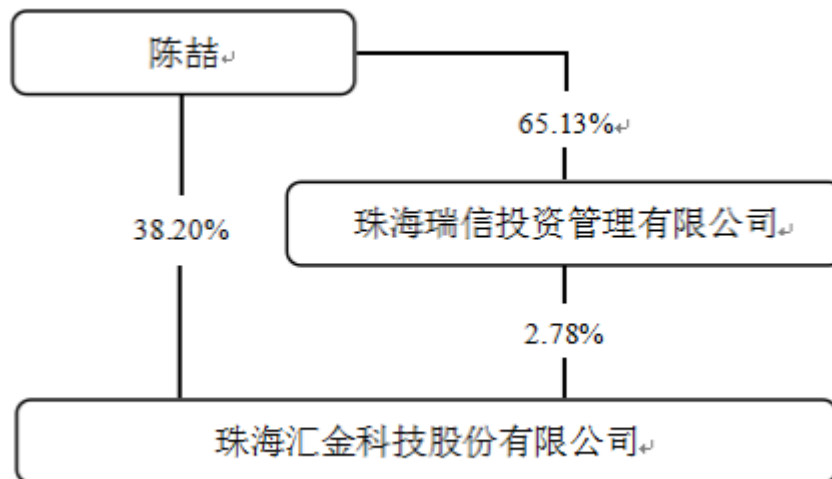 陈喆
65.13%
珠海瑞信投资管理有限公司
38.20%
2.78%
珠海汇金科技股份有限公司